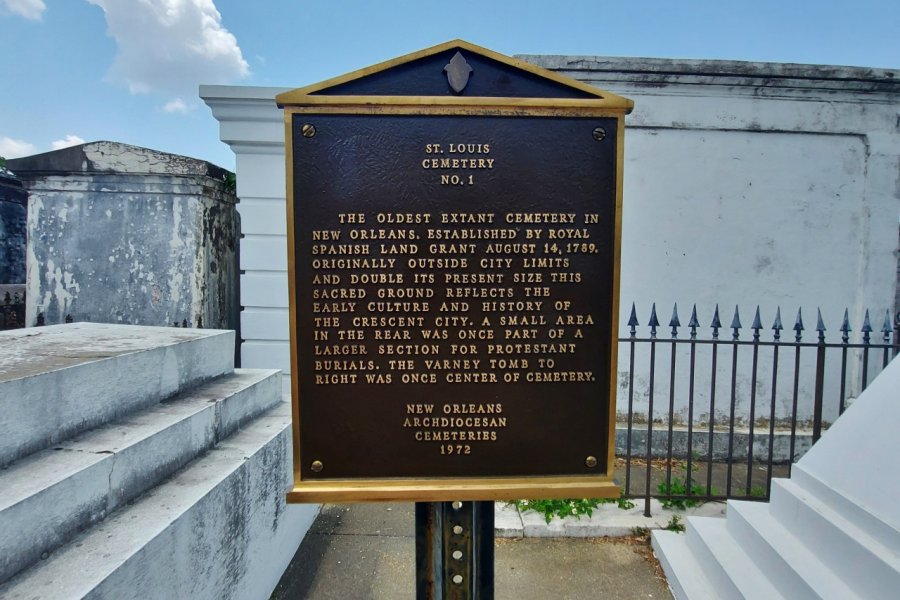 ST. LOUIS
CEMETERY
NO. 1
THE OLDEST EXTANT CEMETERY IN
NEW ORLEANS, ESTABLISHED BY ROYAL
SPANISH LAND GRANT AUGUST 14, 1789.
ORIGINALLY OUTSIDE CITY LIMITS
AND DOUBLE ITS PRESENT SIZE THIS
SACRED GROUND REFLECTS THE
EARLY CULTURE AND HISTORY OF
THE CRESCENT CITY. A SMALL AREA
IN THE REAR WAS ONCE PART OF A
LARGER SECTION FOR PROTESTANT
BURIALS. THE VARNEY TOMB TO
RIGHT WAS ONCE CENTER OF CEMETERY.
NEW ORLEANS
ARCHDIOCESAN
CEMETERIES
1972